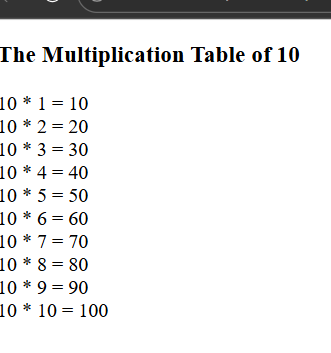 The Multiplication Table of 10
10 * 1 = 10
10 * 2 = 20
10 * 3 = 30
10 * 4 = 40
10 * 5 = 50
10 * 6 = 60
10 * 7 = 70
10 * 8 = 80
10 * 9 = 90
10 * 10 = 100